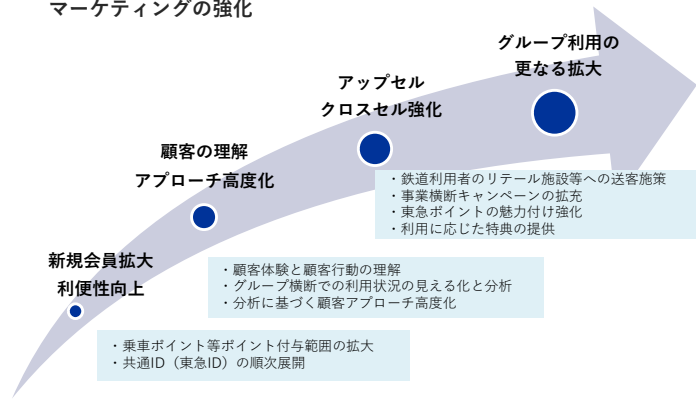 マーケティングの強化
グループ利用の
更なる拡大
アップセル
クロスセル強化
顧客の理解
アプローチ高度化
新規会員拡大
利便性向上
・鉄道利用者のリテール施設等への送客施策
・事業横断キャンペーンの拡充
・東急ポイントの魅力付け強化
・利用に応じた特典の提供
・顧客体験と顧客行動の理解
・グループ横断での利用状況の見える化と分析
・分析に基づく顧客アプローチ高度化
・乗車ポイント等ポイント付与範囲の拡大
・共通ID（東急ID）の順次展開